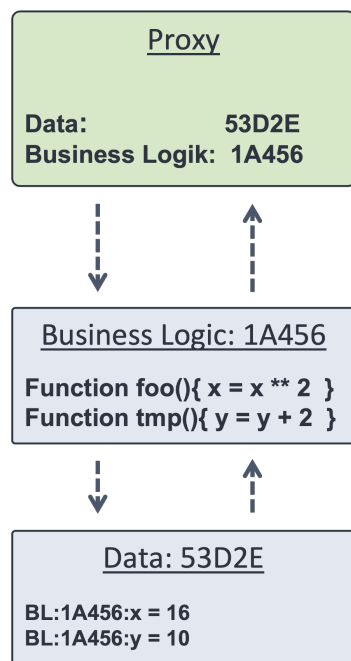 Proxy
Data: 53D2E
Business Logik: 1A456
Business Logic: 1A456
Function foo(){ x = x ** 2 }
Function tmp(){ y = y + 2 }
Data: 53D2E
BL:1A456:x = 16
BL:1A456:y = 10